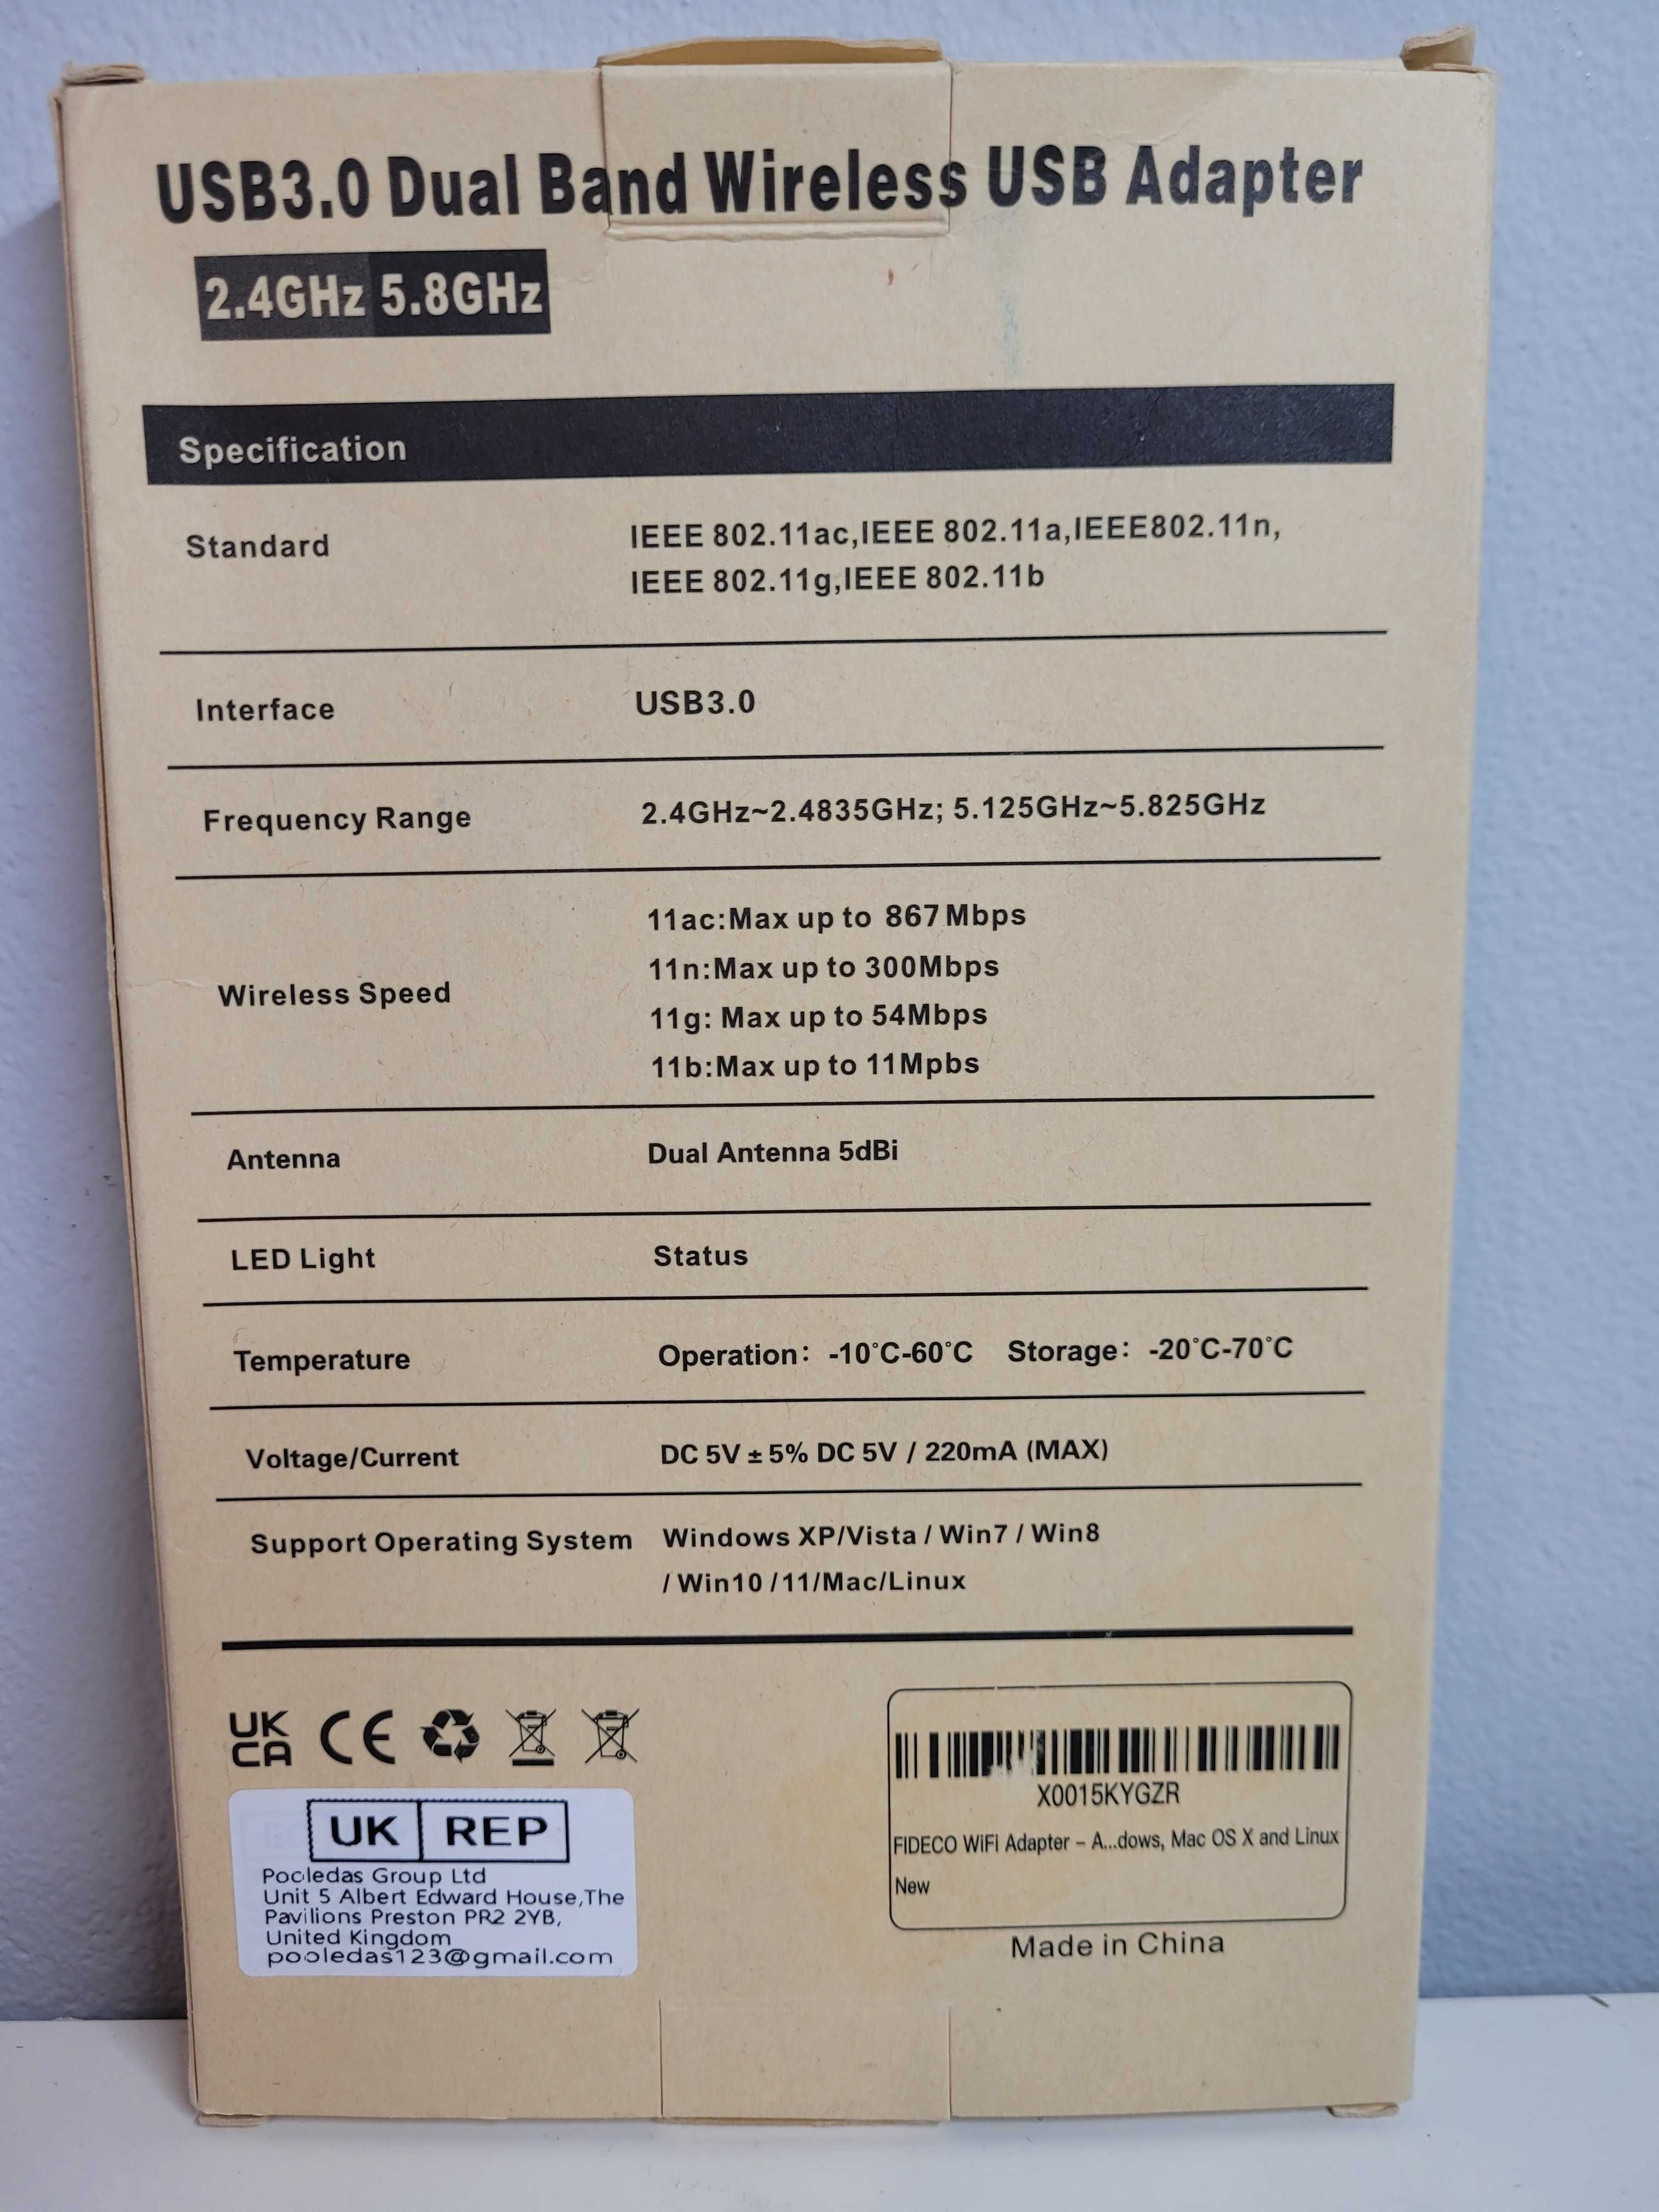 USB3.0 Dual Band Wireless USB Adapter
2.4GHz 5.8GHz
Specification
Standard
IEEE 802.11ac,IEEE 802.11a,IEEE802.11n,
IEEE 802.11g,IEEE 802.11b
Interface
USB3.0
Frequency Range
2.4GHz~2.4835GHz; 5.125GHz~5.825GHz
Wireless Speed
11ac:Max up to 867Mbps
11n:Max up to 300Mbps
11g: Max up to 54Mbps
11b:Max up to 11Mpbs
Antenna
Dual Antenna 5dBi
LED Light
Status
Temperature
Operation: -10°C-60°C Storage: -20°C-70°C
Voltage/Current
DC 5V ± 5% DC 5V / 220mA (MAX)
Support Operating System
Windows XP/Vista / Win7 / Win8
/ Win10 /11/Mac/Linux
UK
CA
CE
UK REP
Pooledas Group Ltd
Unit 5 Albert Edward House,The
Pavilions Preston PR2 2YB,
United Kingdom
pooledas123@gmail.com
X0015KYGZR
FIDECO WiFi Adapter – A...dows, Mac OS X and Linux
New
Made in China